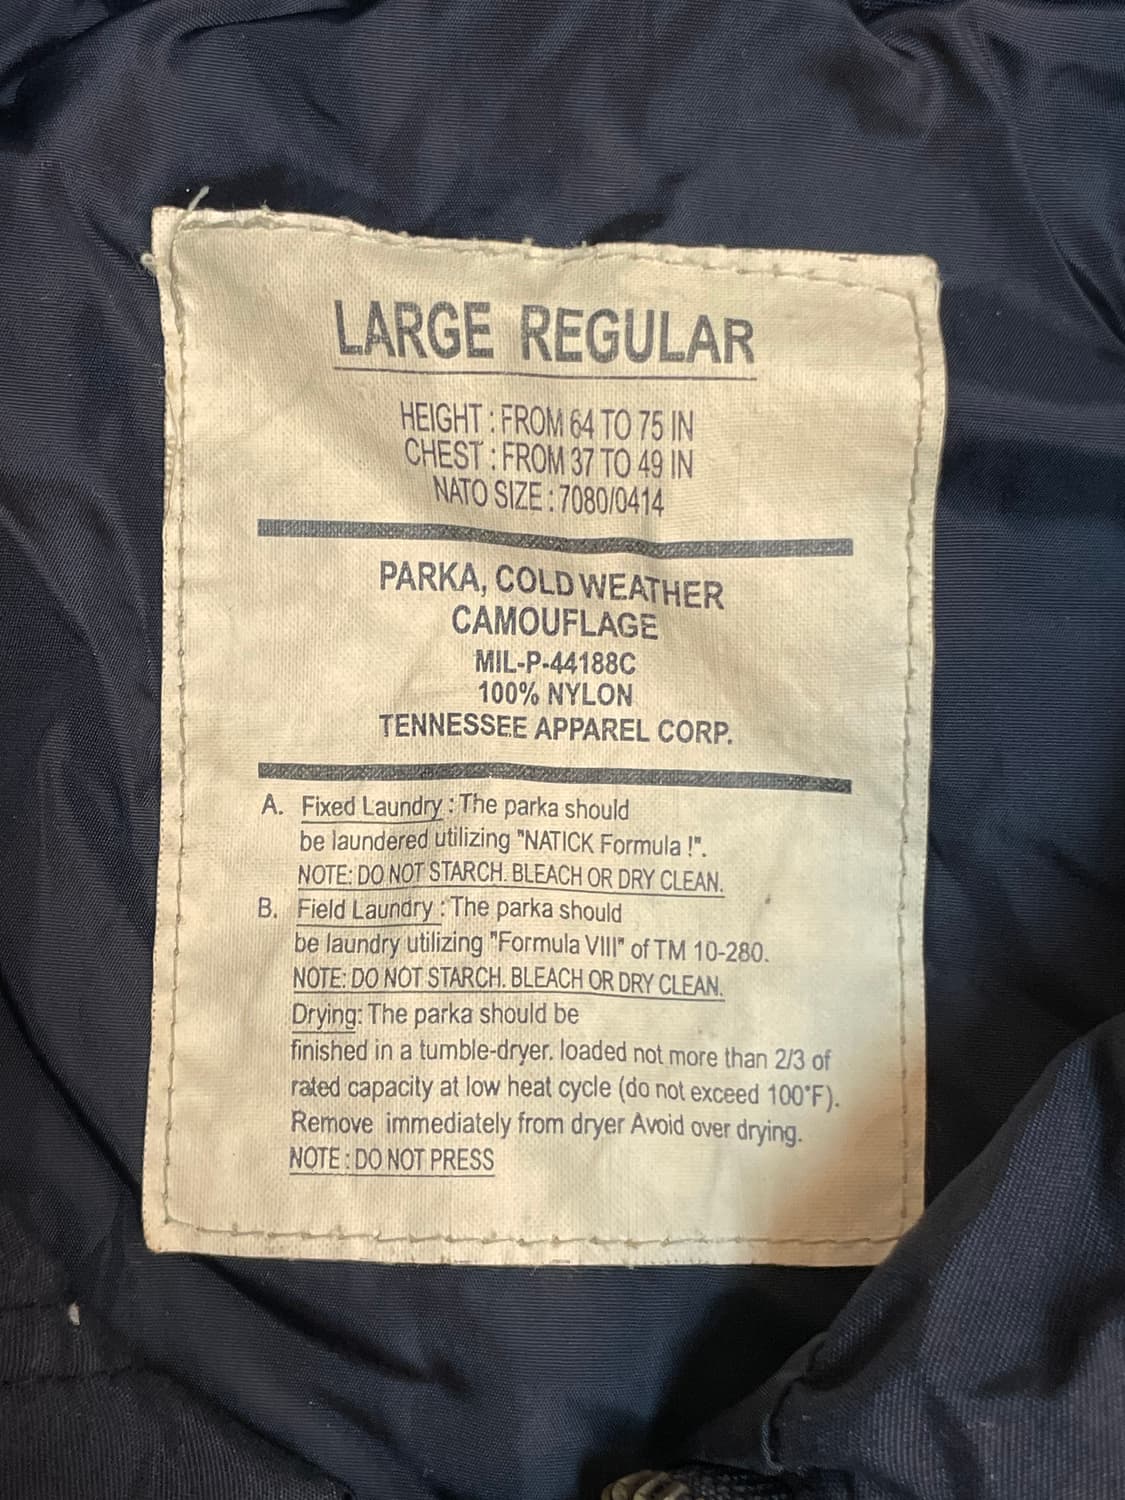 LARGE REGULAR
HEIGHT : FROM 64 TO 75 IN
CHEST : FROM 37 TO 49 IN
NATO SIZE : 7080/0414
PARKA, COLD WEATHER
CAMOUFLAGE
MIL-P-44188C
100% NYLON
TENNESSEE APPAREL CORP.
A. Fixed Laundry : The parka should
be laundered utilizing "NATICK Formula !".
NOTE: DO NOT STARCH. BLEACH OR DRY CLEAN.
B. Field Laundry : The parka should
be laundry utilizing "Formula VIII" of TM 10-280.
NOTE: DO NOT STARCH. BLEACH OR DRY CLEAN.
Drying: The parka should be
finished in a tumble-dryer. loaded not more than 2/3 of
rated capacity at low heat cycle (do not exceed 100°F).
Remove immediately from dryer Avoid over drying.
NOTE : DO NOT PRESS